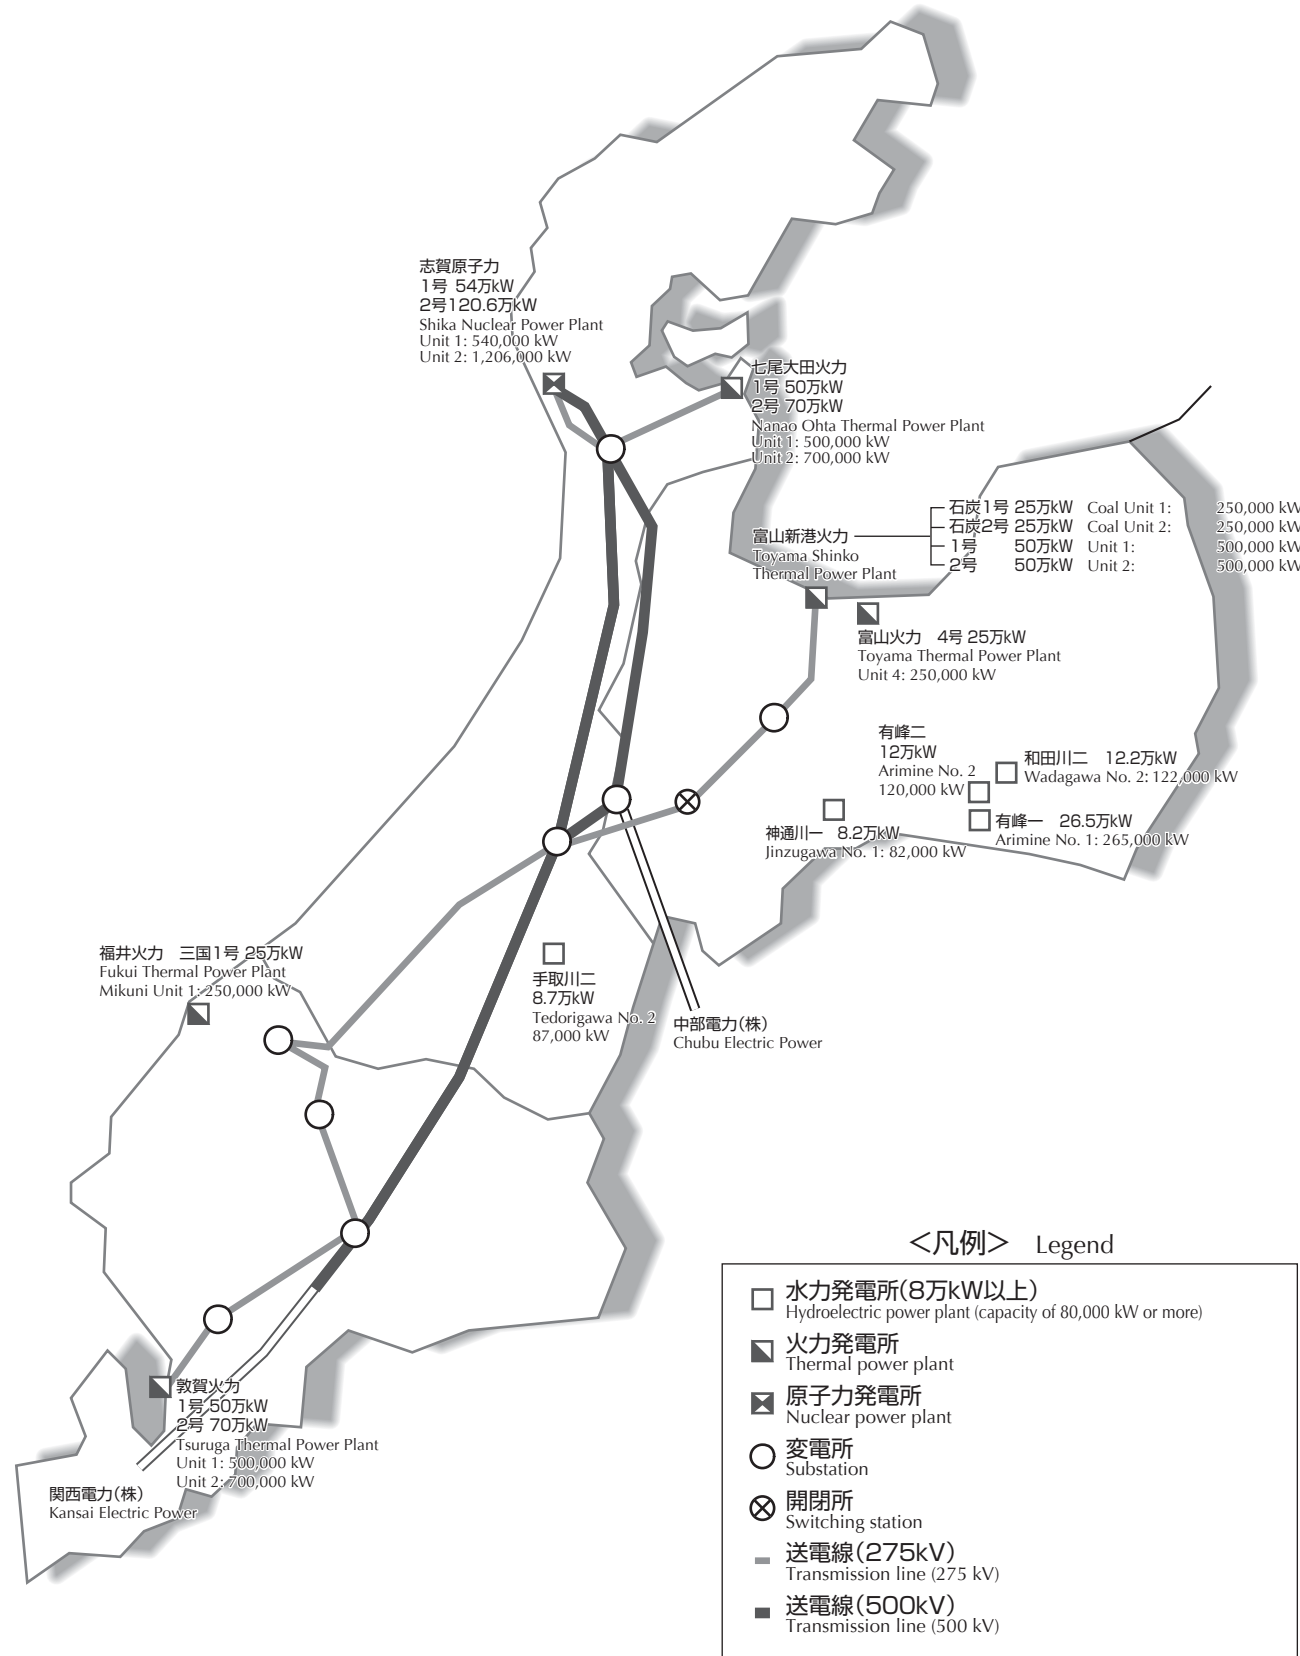 志賀原子力
1号 54万kW
2号120.6万kW
Shika Nuclear Power Plant
Unit 1: 540,000 kW
Unit 2: 1,206,000 kW
七尾大田火力
1号 50万kW
2号 70万kW
Nanao Ohta Thermal Power Plant
Unit 1: 500,000 kW
Unit 2: 700,000 kW
富山新港火力
Toyama Shinko
Thermal Power Plant
石炭1号 25万kW Coal Unit 1: 250,000 kW
石炭2号 25万kW Coal Unit 2: 250,000 kW
1号 50万kW Unit 1: 500,000 kW
2号 50万kW Unit 2: 500,000 kW
富山火力 4号 25万kW
Toyama Thermal Power Plant
Unit 4: 250,000 kW
有峰二
12万kW
Arimine No. 2
120,000 kW
和田川二 12.2万kW
Wadagawa No. 2: 122,000 kW
有峰一 26.5万kW
Arimine No. 1: 265,000 kW
神通川一 8.2万kW
Jinzugawa No. 1: 82,000 kW
福井火力 三国1号 25万kW
Fukui Thermal Power Plant
Mikuni Unit 1: 250,000 kW
手取川二
8.7万kW
Tedorigawa No. 2
87,000 kW
中部電力(株)
Chubu Electric Power
敦賀火力
1号 50万kW
2号 70万kW
Tsuruga Thermal Power Plant
Unit 1: 500,000 kW
Unit 2: 700,000 kW
関西電力(株)
Kansai Electric Power
<凡例> Legend
水力発電所(8万kW以上)
Hydroelectric power plant (capacity of 80,000 kW or more)
火力発電所
Thermal power plant
原子力発電所
Nuclear power plant
変電所
Substation
開閉所
Switching station
送電線(275kV)
Transmission line (275 kV)
送電線(500kV)
Transmission line (500 kV)